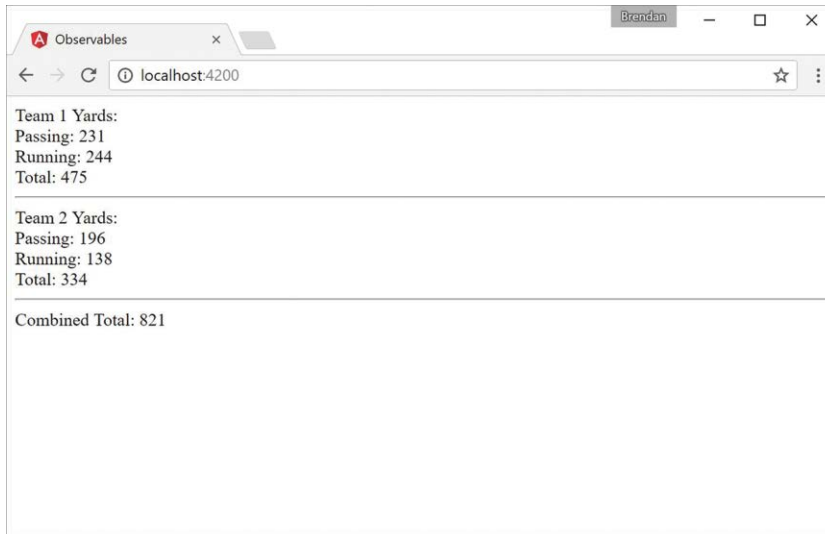 Brendan
Observables
localhost:4200
Team 1 Yards:
Passing: 231
Running: 244
Total: 475
Team 2 Yards:
Passing: 196
Running: 138
Total: 334
Combined Total: 821